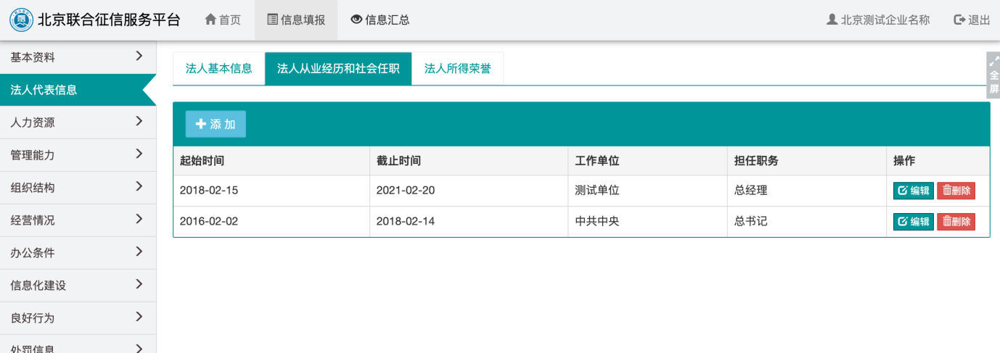 北京联合征信服务平台 首页 信息填报 信息汇总 北京测试企业名称 退出
基本资料
法人代表信息
人力资源
管理能力
组织结构
经营情况
办公条件
信息化建设
良好行为
处罚信息
法人基本信息 法人从业经历和社会任职 法人所得荣誉
全屏
添加
起始时间 截止时间 工作单位 担任职务 操作
2018-02-15 2021-02-20 测试单位 总经理 编辑 删除
2016-02-02 2018-02-14 中共中央 总书记 编辑 删除